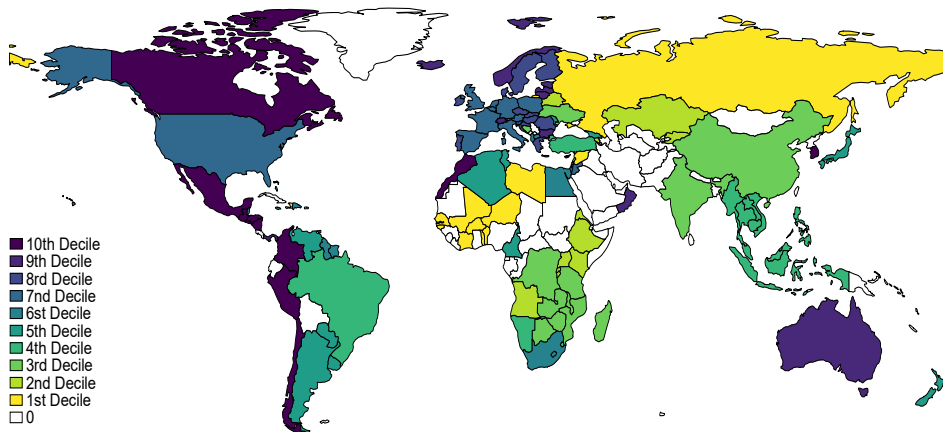 10th Decile
9th Decile
8rd Decile
7nd Decile
6st Decile
5th Decile
4th Decile
3rd Decile
2nd Decile
1st Decile
0